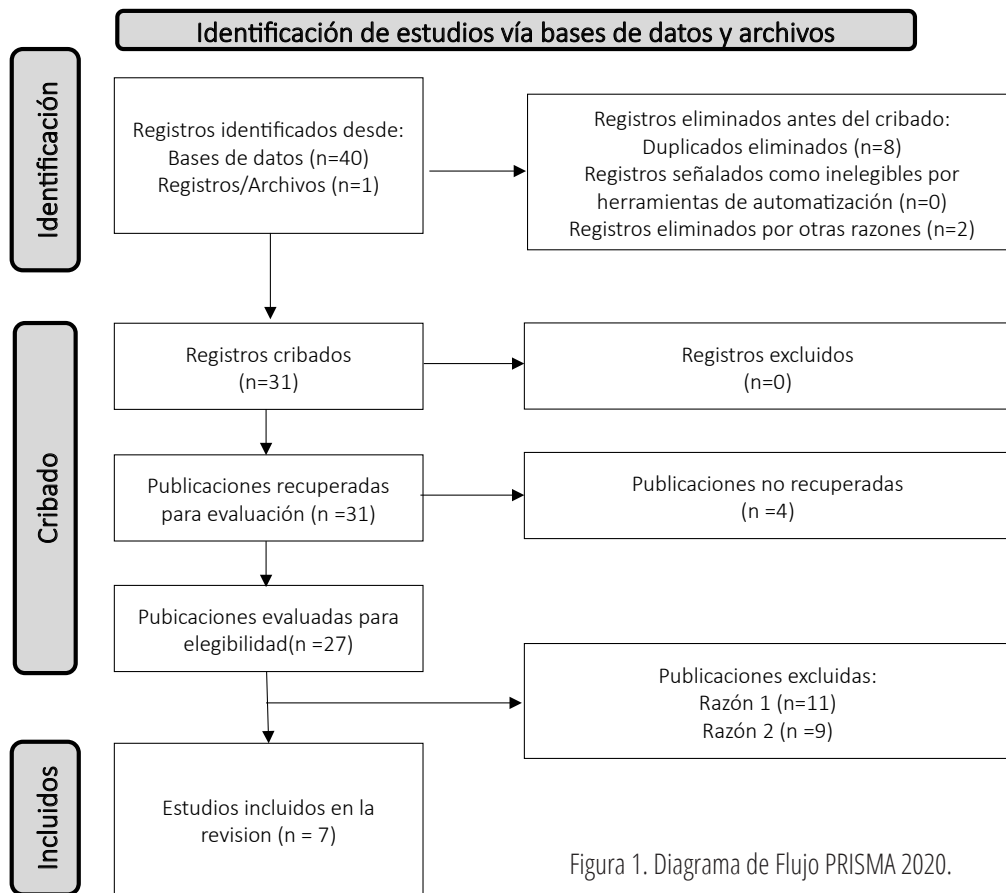 Identificación de estudios vía bases de datos y archivos
Identificación
Registros identificados desde:
Bases de datos (n=40)
Registros/Archivos (n=1)
Registros eliminados antes del cribado:
Duplicados eliminados (n=8)
Registros señalados como inelegibles por
herramientas de automatización (n=0)
Registros eliminados por otras razones (n=2)
Cribado
Registros cribados
(n=31)
Registros excluidos
(n=0)
Publicaciones recuperadas
para evaluación (n =31)
Publicaciones no recuperadas
(n =4)
Pubicaciones evaluadas para
elegibilidad(n =27)
Publicaciones excluidas:
Razón 1 (n=11)
Razón 2 (n =9)
Incluidos
Estudios incluidos en la
revision (n = 7)
Figura 1. Diagrama de Flujo PRISMA 2020.